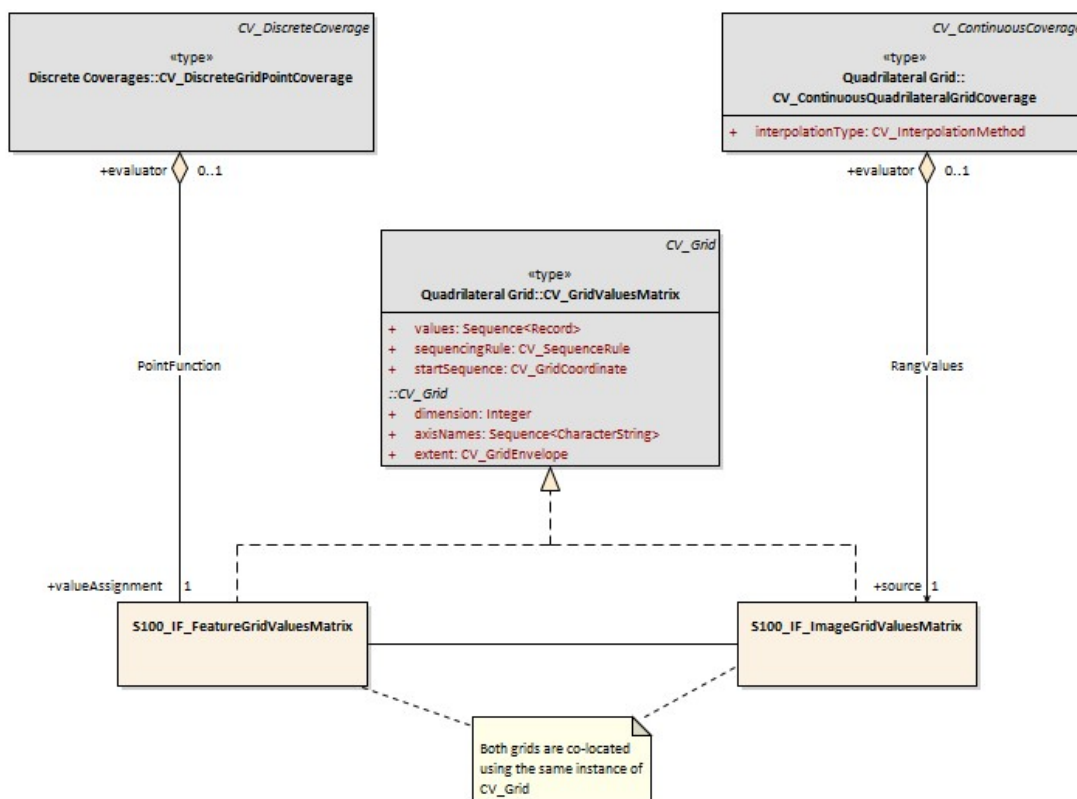 CV_DiscreteCoverage
«type»
Discrete Coverages::CV_DiscreteGridPointCoverage
CV_ContinuousCoverage
«type»
Quadrilateral Grid::
CV_ContinuousQuadrilateralGridCoverage
+ interpolationType: CV_InterpolationMethod
+evaluator 0..1
+evaluator 0..1
CV_Grid
«type»
Quadrilateral Grid::CV_GridValuesMatrix
+ values: Sequence<Record>
+ sequencingRule: CV_SequenceRule
+ startSequence: CV_GridCoordinate
::CV_Grid
+ dimension: Integer
+ axisNames: Sequence<CharacterString>
+ extent: CV_GridEnvelope
PointFunction
RangValues
+valueAssignment 1
+source 1
S100_IF_FeatureGridValuesMatrix
S100_IF_ImageGridValuesMatrix
Both grids are co-located
using the same instance of
CV_Grid